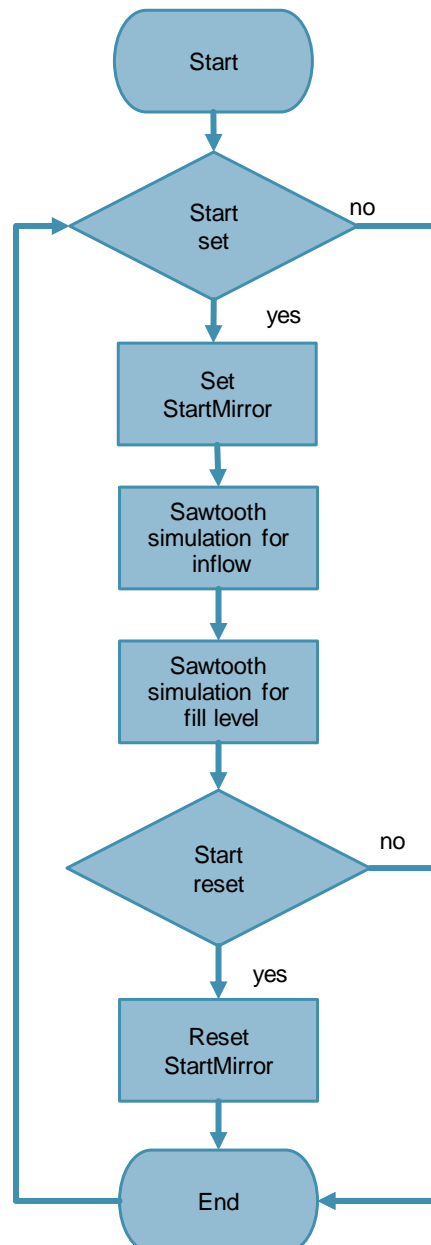 Start
Start
set
no
yes
Set
StartMirror
Sawtooth
simulation for
inflow
Sawtooth
simulation for
fill level
Start
reset
no
yes
Reset
StartMirror
End